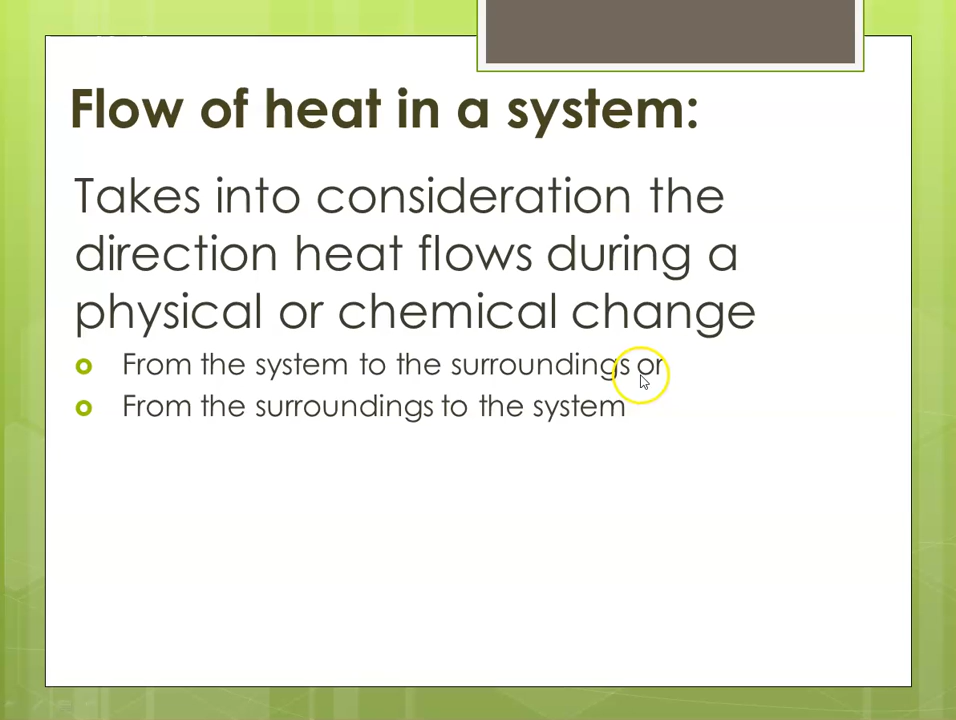 Flow of heat in a system:
Takes into consideration the
direction heat flows during a
physical or chemical change
From the system to the surroundings or
From the surroundings to the system